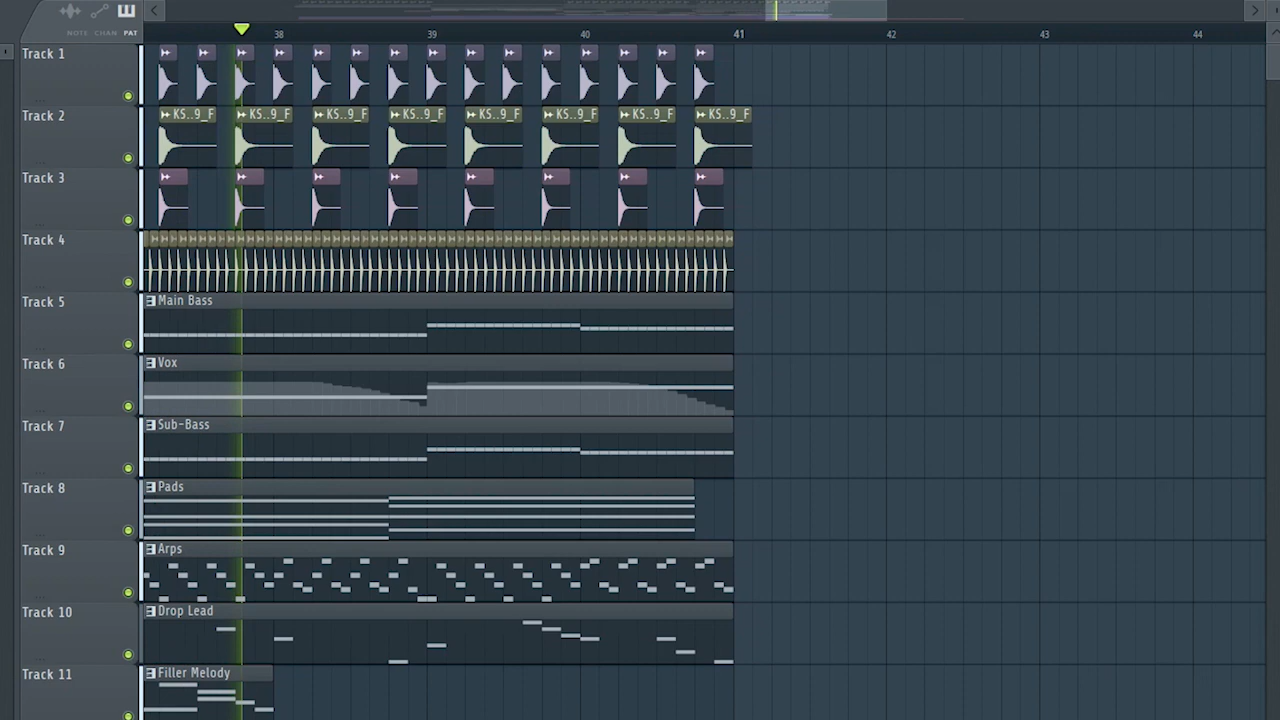 NOTE CHAN PAT
38 39 40 41 42 43 44
Track 1
Track 2
KS..9_F KS..9_F KS..9_F KS..9_F KS..9_F KS..9_F KS..9_F KS..9_F
Track 3
Track 4
Track 5 Main Bass
Track 6 Vox
Track 7 Sub-Bass
Track 8 Pads
Track 9 Arps
Track 10 Drop Lead
Track 11 Filler Melody